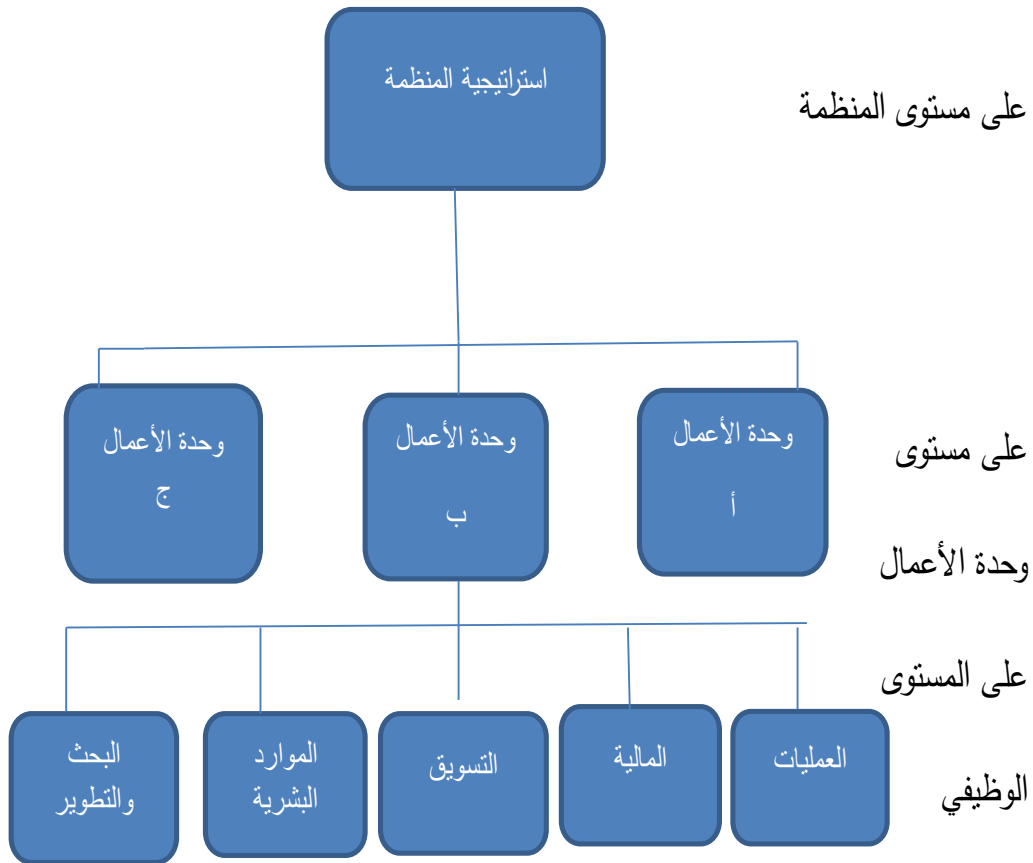 استراتيجية المنظمة
على مستوى المنظمة
وحدة الأعمال
أ
وحدة الأعمال
ب
وحدة الأعمال
ج
على مستوى
وحدة الأعمال
على المستوى
الوظيفي
العمليات
المالية
التسويق
الموارد
البشرية
البحث
والتطوير